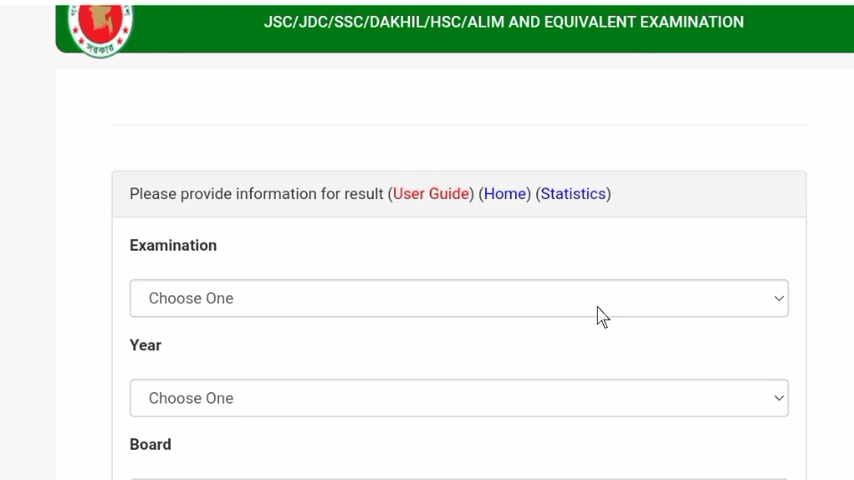 JSC/JDC/SSC/DAKHIL/HSC/ALIM AND EQUIVALENT EXAMINATION
সরকার
Please provide information for result (User Guide) (Home) (Statistics)
Examination
Choose One
Year
Choose One
Board